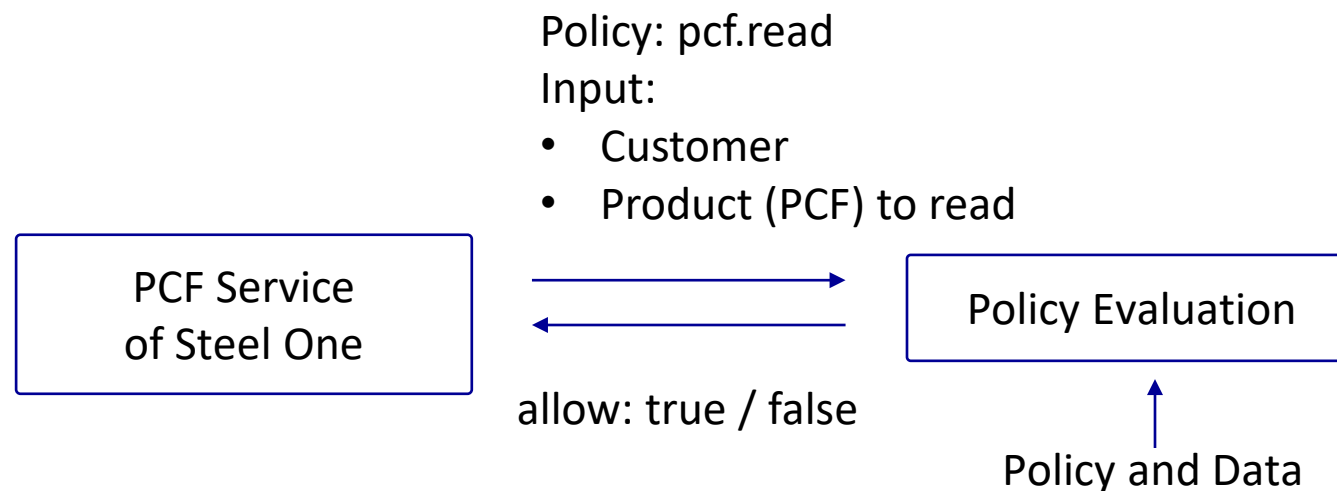 Policy: pcf.read
Input:
• Customer
• Product (PCF) to read
PCF Service
of Steel One
Policy Evaluation
allow: true / false
Policy and Data